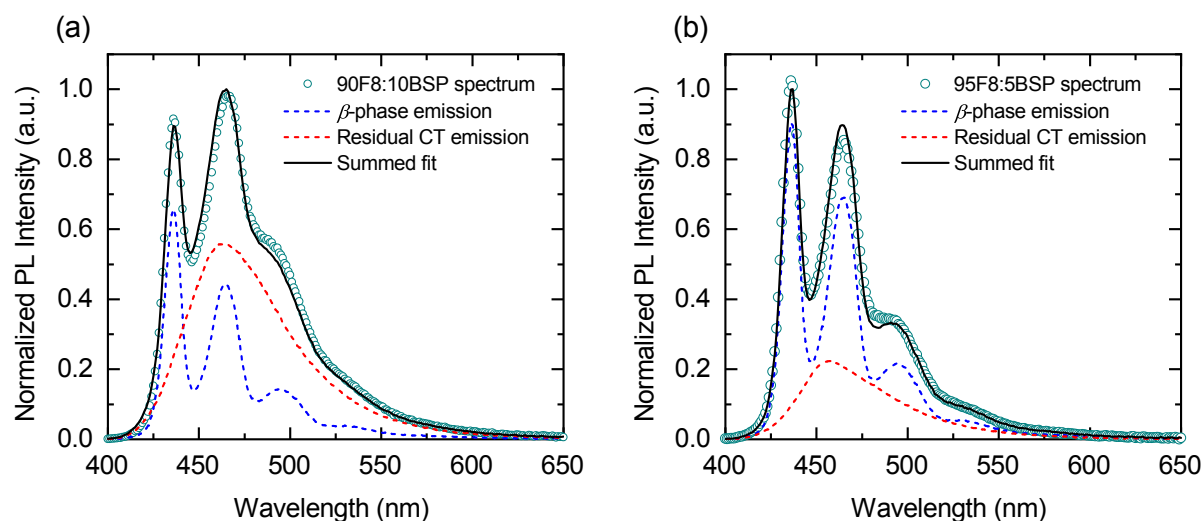 (a)
90F8:10BSP spectrum
β-phase emission
Residual CT emission
Summed fit
Normalized PL Intensity (a.u.)
1.0
0.8
0.6
0.4
0.2
0.0
400 450 500 550 600 650
Wavelength (nm)
(b)
95F8:5BSP spectrum
β-phase emission
Residual CT emission
Summed fit
Normalized PL Intensity (a.u.)
1.0
0.8
0.6
0.4
0.2
0.0
400 450 500 550 600 650
Wavelength (nm)